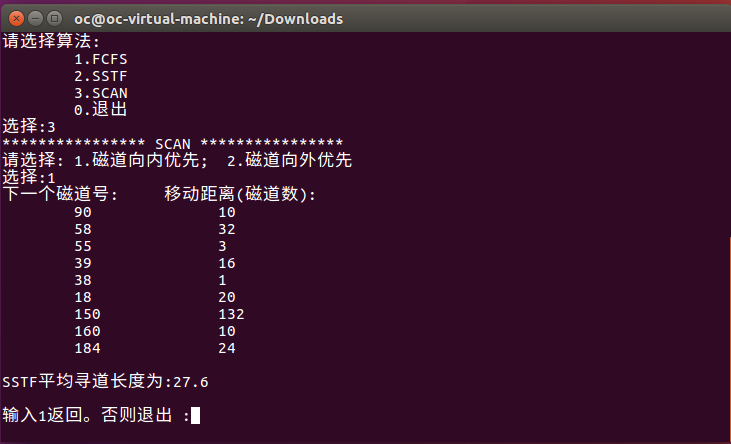 oc@oc-virtual-machine: ~/Downloads
请选择算法:
1.FCFS
2.SSTF
3.SCAN
0.退出
选择:3
**************** SCAN ****************
请选择: 1.磁道向内优先; 2.磁道向外优先
选择:1
下一个磁道号: 移动距离(磁道数):
90 10
58 32
55 3
39 16
38 1
18 20
150 132
160 10
184 24
SSTF平均寻道长度为:27.6
输入1返回。否则退出 :